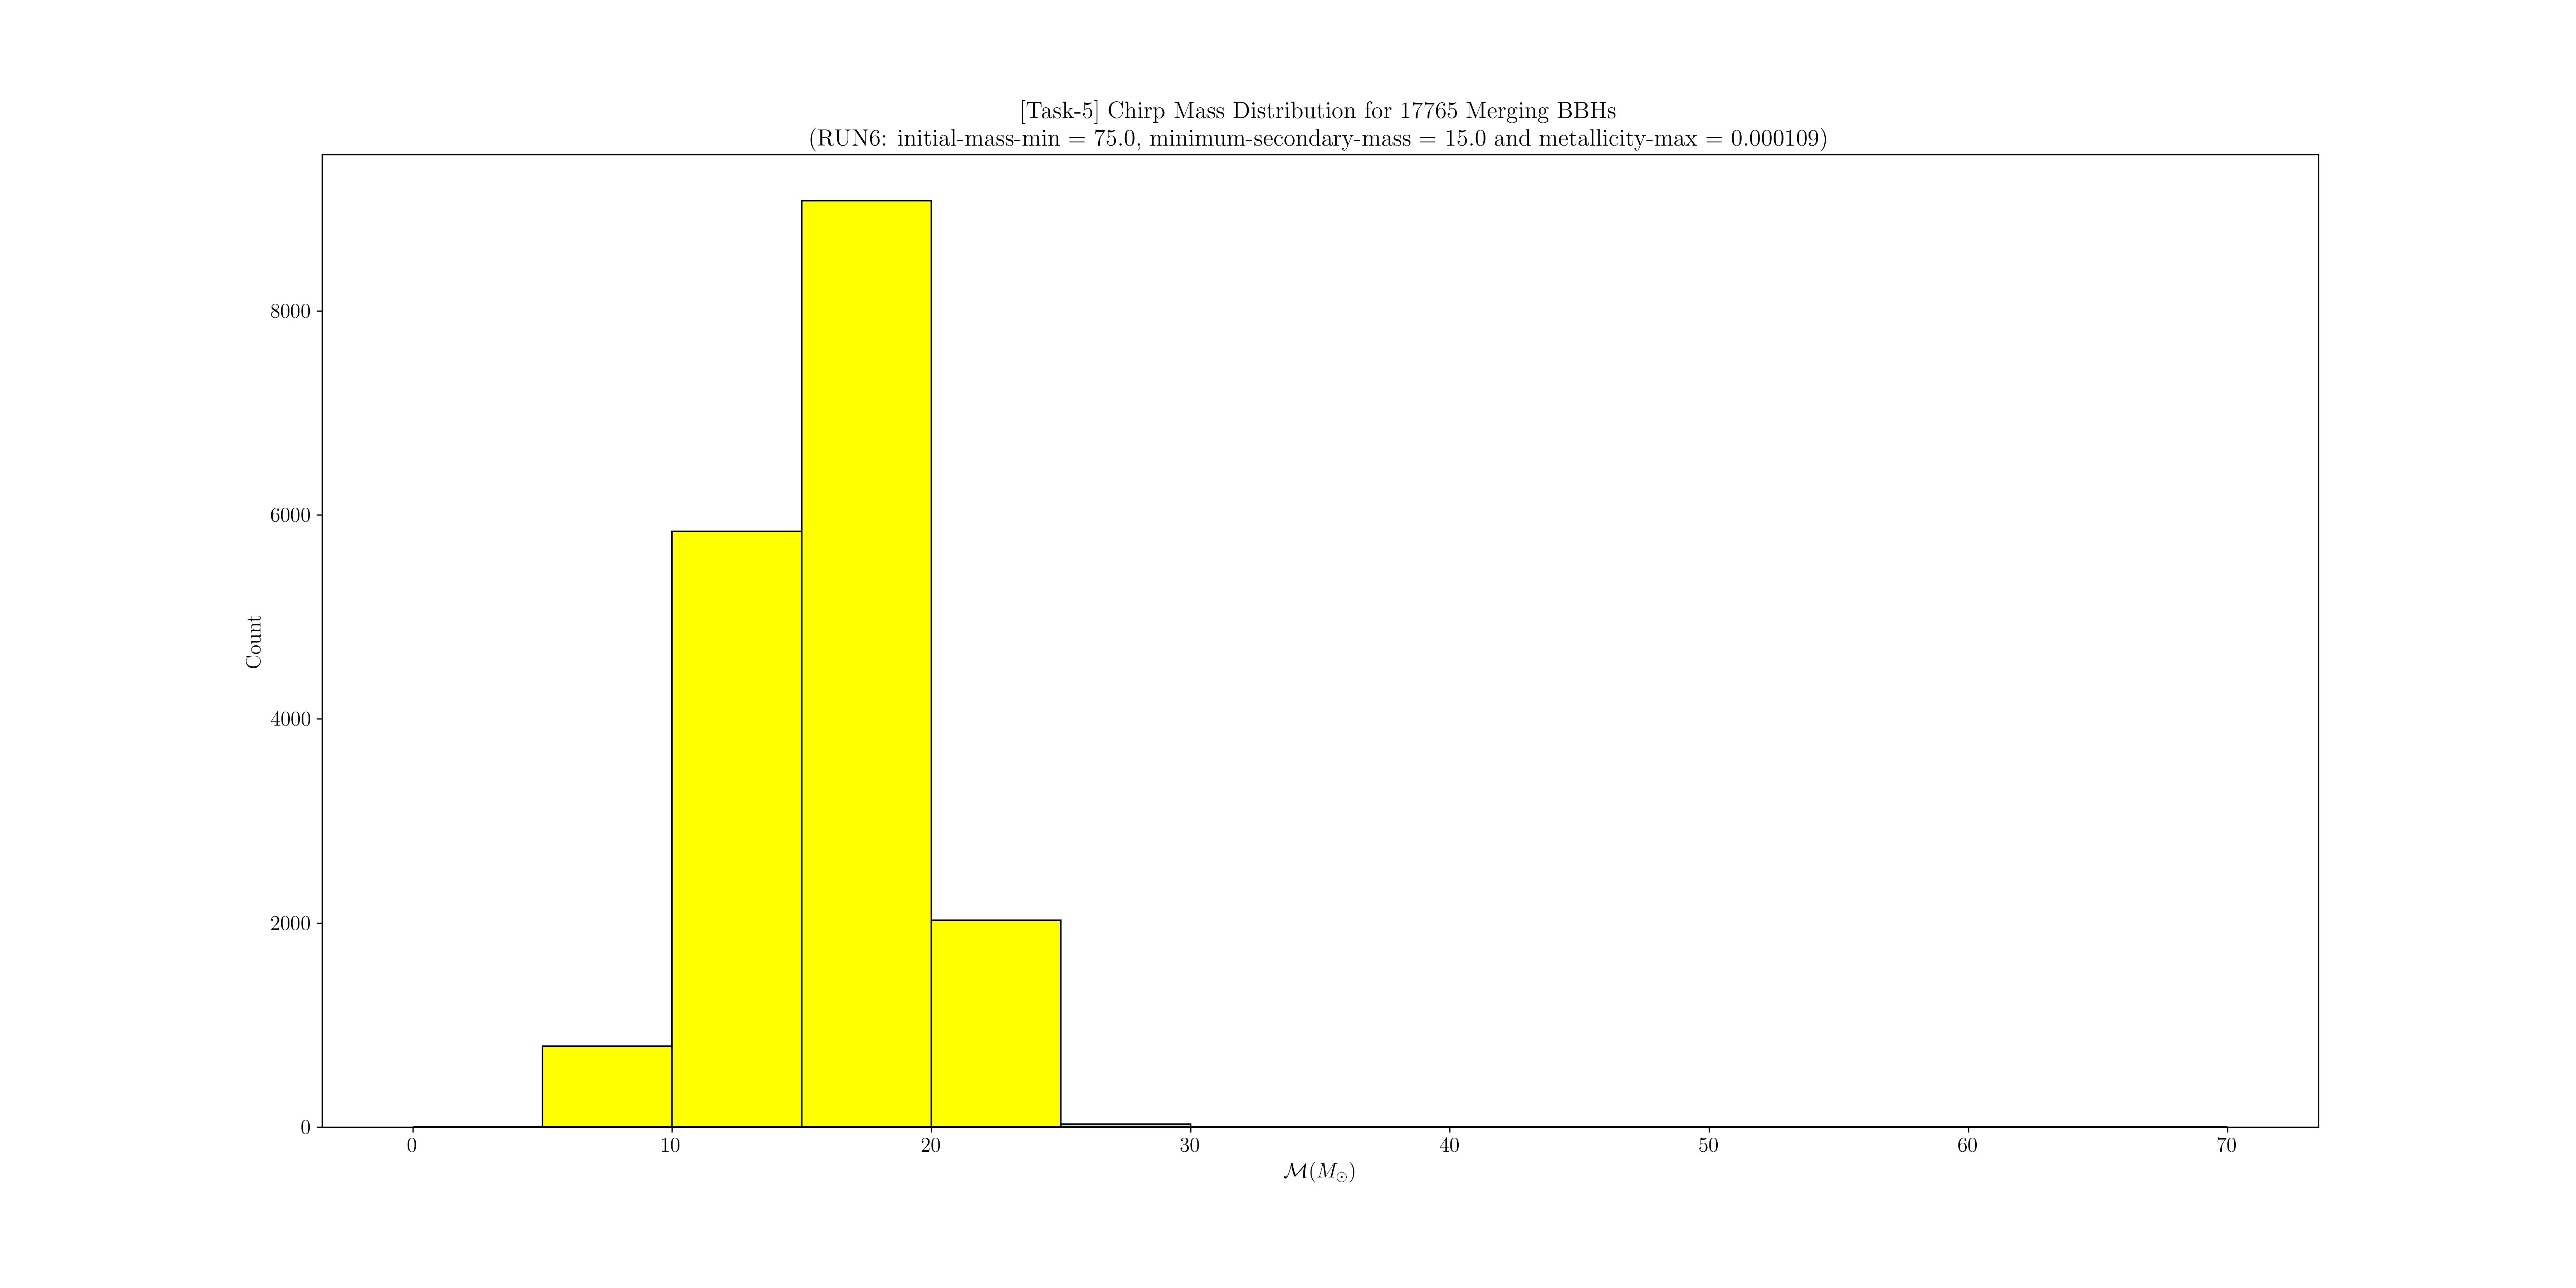 [Task-5] Chirp Mass Distribution for 17765 Merging BBHs
(RUN6: initial-mass-min = 75.0, minimum-secondary-mass = 15.0 and metallicity-max = 0.000109)
8000
6000
4000
2000
0
Count
0 10 20 30 40 50 60 70
ℳ(M⊙)